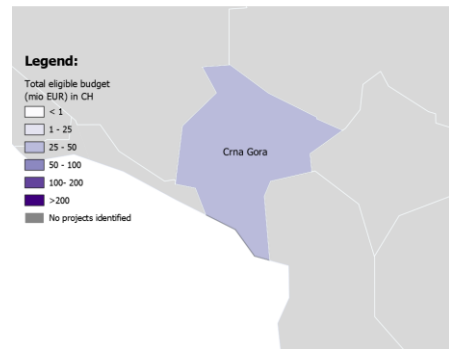 Legend:
Total eligible budget
(mio EUR) in CH
< 1
1 - 25
25 - 50
50 - 100
100- 200
>200
No projects identified
Crna Gora